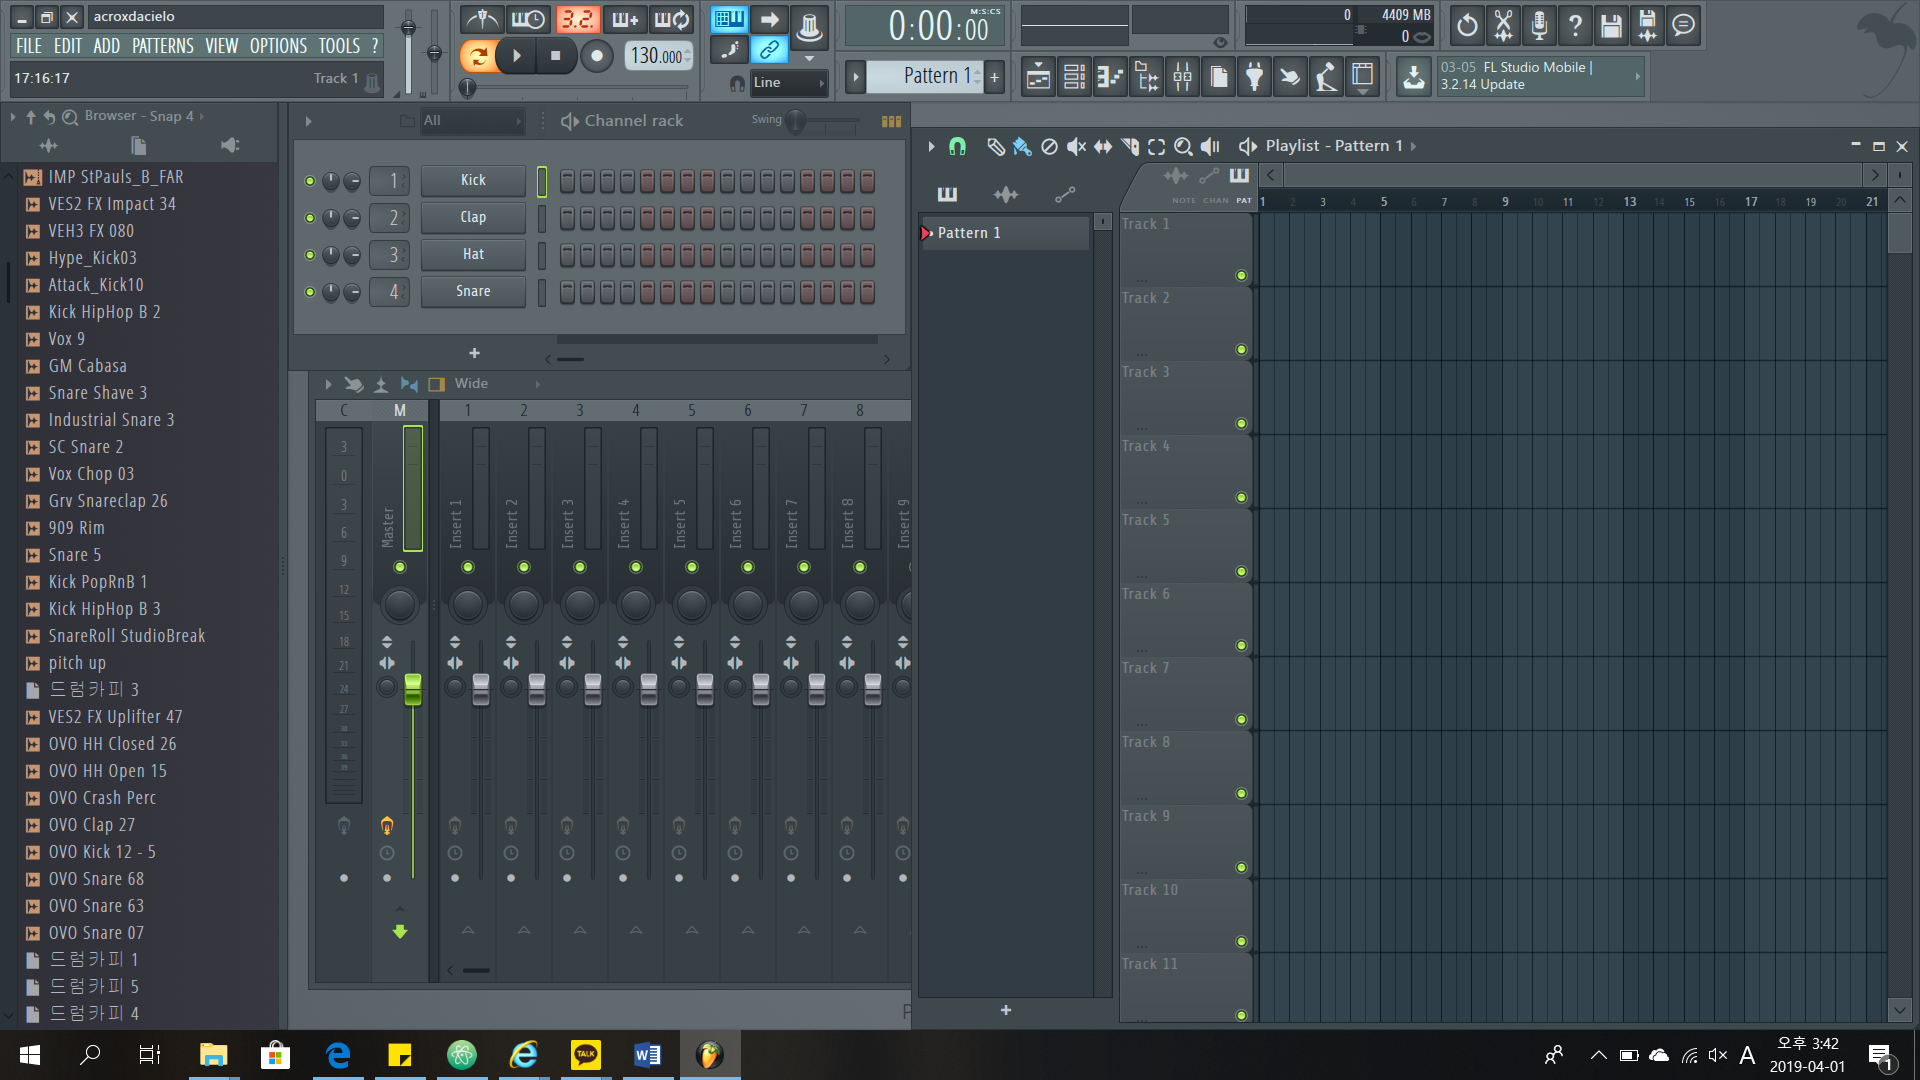 acroxdacielo
FILE EDIT ADD PATTERNS VIEW OPTIONS TOOLS ?
17:16:17
Track 1
3.2.
130.000
M:S:CS
0:00:00
Line
Pattern 1
+
0
4409 MB
0
03-05 FL Studio Mobile |
3.2.14 Update
Browser - Snap 4
IMP StPauls_B_FAR
VES2 FX Impact 34
VEH3 FX 080
Hype_Kick03
Attack_Kick10
Kick HipHop B 2
Vox 9
GM Cabasa
Snare Shave 3
Industrial Snare 3
SC Snare 2
Vox Chop 03
Grv Snareclap 26
909 Rim
Snare 5
Kick PopRnB 1
Kick HipHop B 3
SnareRoll StudioBreak
pitch up
드럼카피 3
VES2 FX Uplifter 47
OVO HH Closed 26
OVO HH Open 15
OVO Crash Perc
OVO Clap 27
OVO Kick 12 - 5
OVO Snare 68
OVO Snare 63
OVO Snare 07
드럼카피 1
드럼카피 5
드럼카피 4
All
Channel rack
Swing
1 Kick
2 Clap
3 Hat
4 Snare
+
Wide
C M 1 2 3 4 5 6 7 8
3
0
3
6
9
12
15
18
21
24
27
Master
Insert 1
Insert 2
Insert 3
Insert 4
Insert 5
Insert 6
Insert 7
Insert 8
Insert 9
Playlist - Pattern 1
NOTE CHAN PAT
1 2 3 4 5 6 7 8 9 10 11 12 13 14 15 16 17 18 19 20 21
Pattern 1
+
Track 1
Track 2
Track 3
Track 4
Track 5
Track 6
Track 7
Track 8
Track 9
Track 10
Track 11
TALK
A
오후 3:42
2019-04-01
1